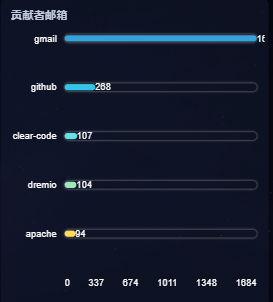 贡献者邮箱
gmail
github 268
clear-code 107
dremio 104
apache 94
0 337 674 1011 1348 1684